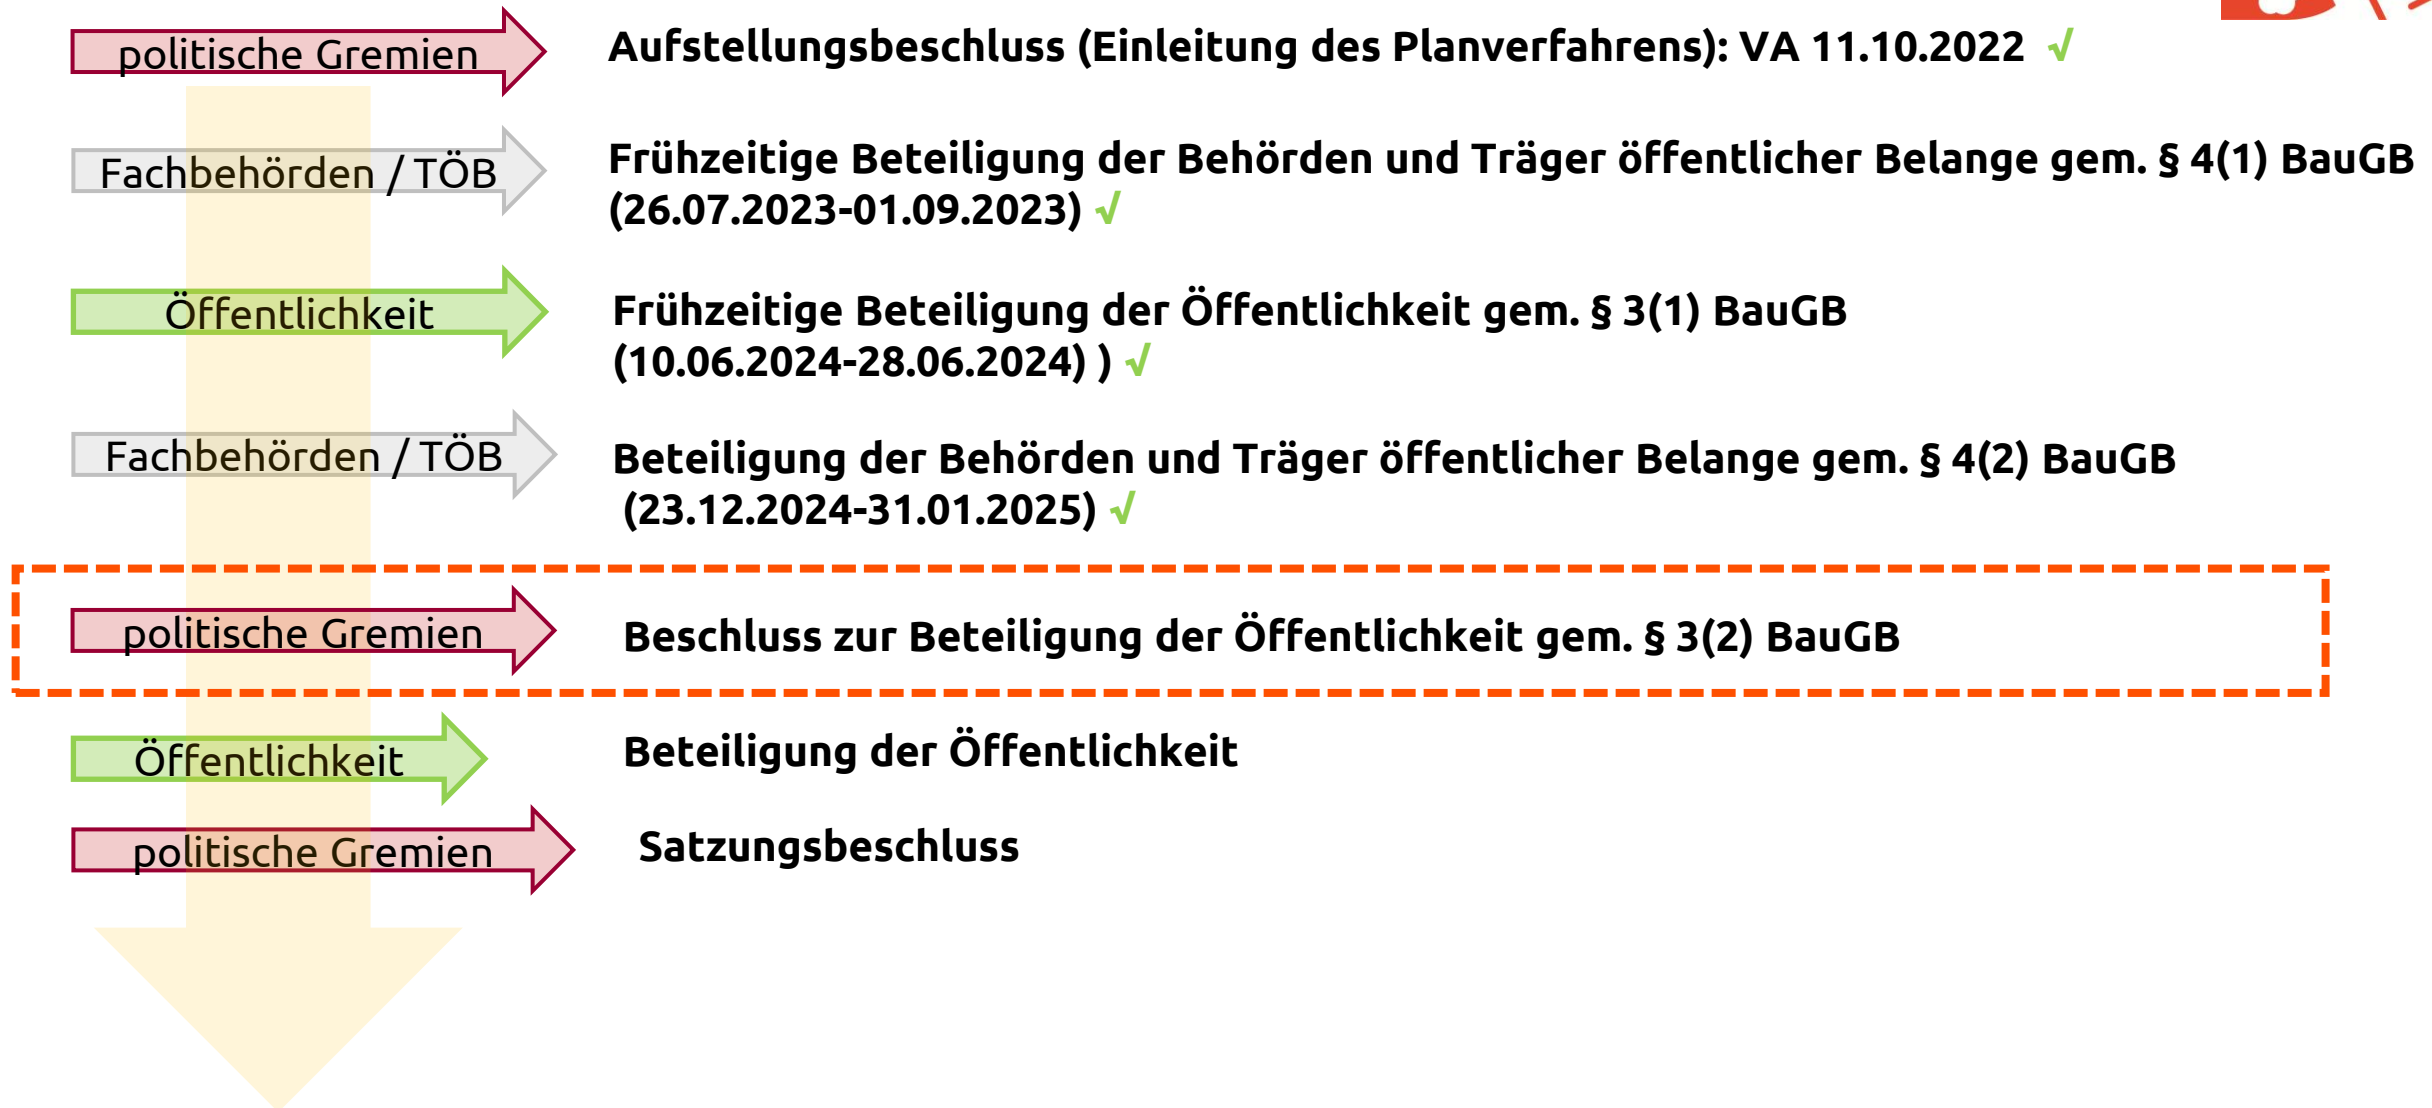 politische Gremien
Aufstellungsbeschluss (Einleitung des Planverfahrens): VA 11.10.2022 √
Fachbehörden / TÖB
Frühzeitige Beteiligung der Behörden und Träger öffentlicher Belange gem. § 4(1) BauGB
(26.07.2023-01.09.2023) √
Öffentlichkeit
Frühzeitige Beteiligung der Öffentlichkeit gem. § 3(1) BauGB
(10.06.2024-28.06.2024) ) √
Fachbehörden / TÖB
Beteiligung der Behörden und Träger öffentlicher Belange gem. § 4(2) BauGB
(23.12.2024-31.01.2025) √
politische Gremien
Beschluss zur Beteiligung der Öffentlichkeit gem. § 3(2) BauGB
Öffentlichkeit
Beteiligung der Öffentlichkeit
politische Gremien
Satzungsbeschluss